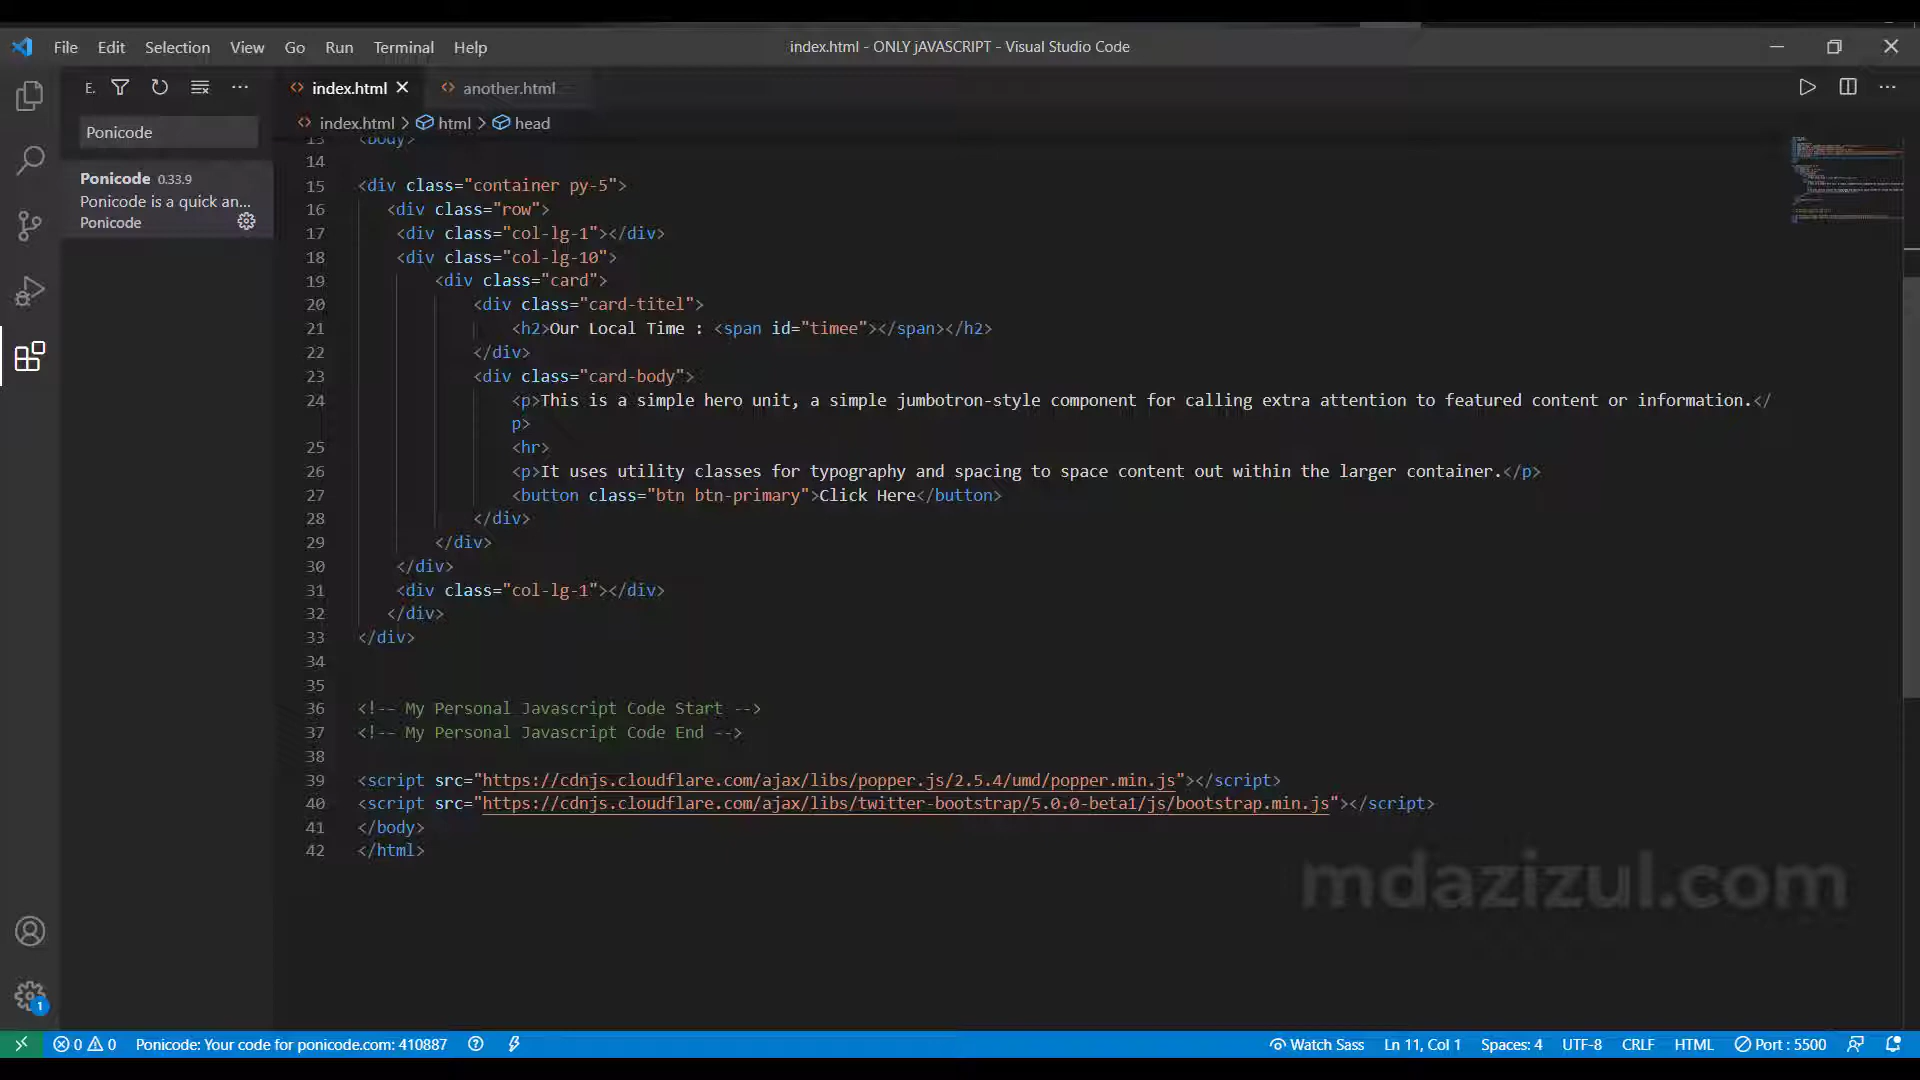 File Edit Selection View Go Run Terminal Help
index.html - ONLY jAVASCRIPT - Visual Studio Code
E.
index.html
another.html
Ponicode
index.html > html > head
Ponicode 0.33.9
Ponicode is a quick an...
Ponicode
13 <body>
14
15 <div class="container py-5">
16 <div class="row">
17 <div class="col-lg-1"></div>
18 <div class="col-lg-10">
19 <div class="card">
20 <div class="card-titel">
21 <h2>Our Local Time : <span id="timee"></span></h2>
22 </div>
23 <div class="card-body">
24 <p>This is a simple hero unit, a simple jumbotron-style component for calling extra attention to featured content or information.</
p>
25 <hr>
26 <p>It uses utility classes for typography and spacing to space content out within the larger container.</p>
27 <button class="btn btn-primary">Click Here</button>
28 </div>
29 </div>
30 </div>
31 <div class="col-lg-1"></div>
32 </div>
33 </div>
34
35
36 <!-- My Personal Javascript Code Start -->
37 <!-- My Personal Javascript Code End -->
38
39 <script src="https://cdnjs.cloudflare.com/ajax/libs/popper.js/2.5.4/umd/popper.min.js"></script>
40 <script src="https://cdnjs.cloudflare.com/ajax/libs/twitter-bootstrap/5.0.0-beta1/js/bootstrap.min.js"></script>
41 </body>
42 </html>
mdazizul.com
1
0 0 Ponicode: Your code for ponicode.com: 410887
Watch Sass Ln 11, Col 1 Spaces: 4 UTF-8 CRLF HTML Port : 5500